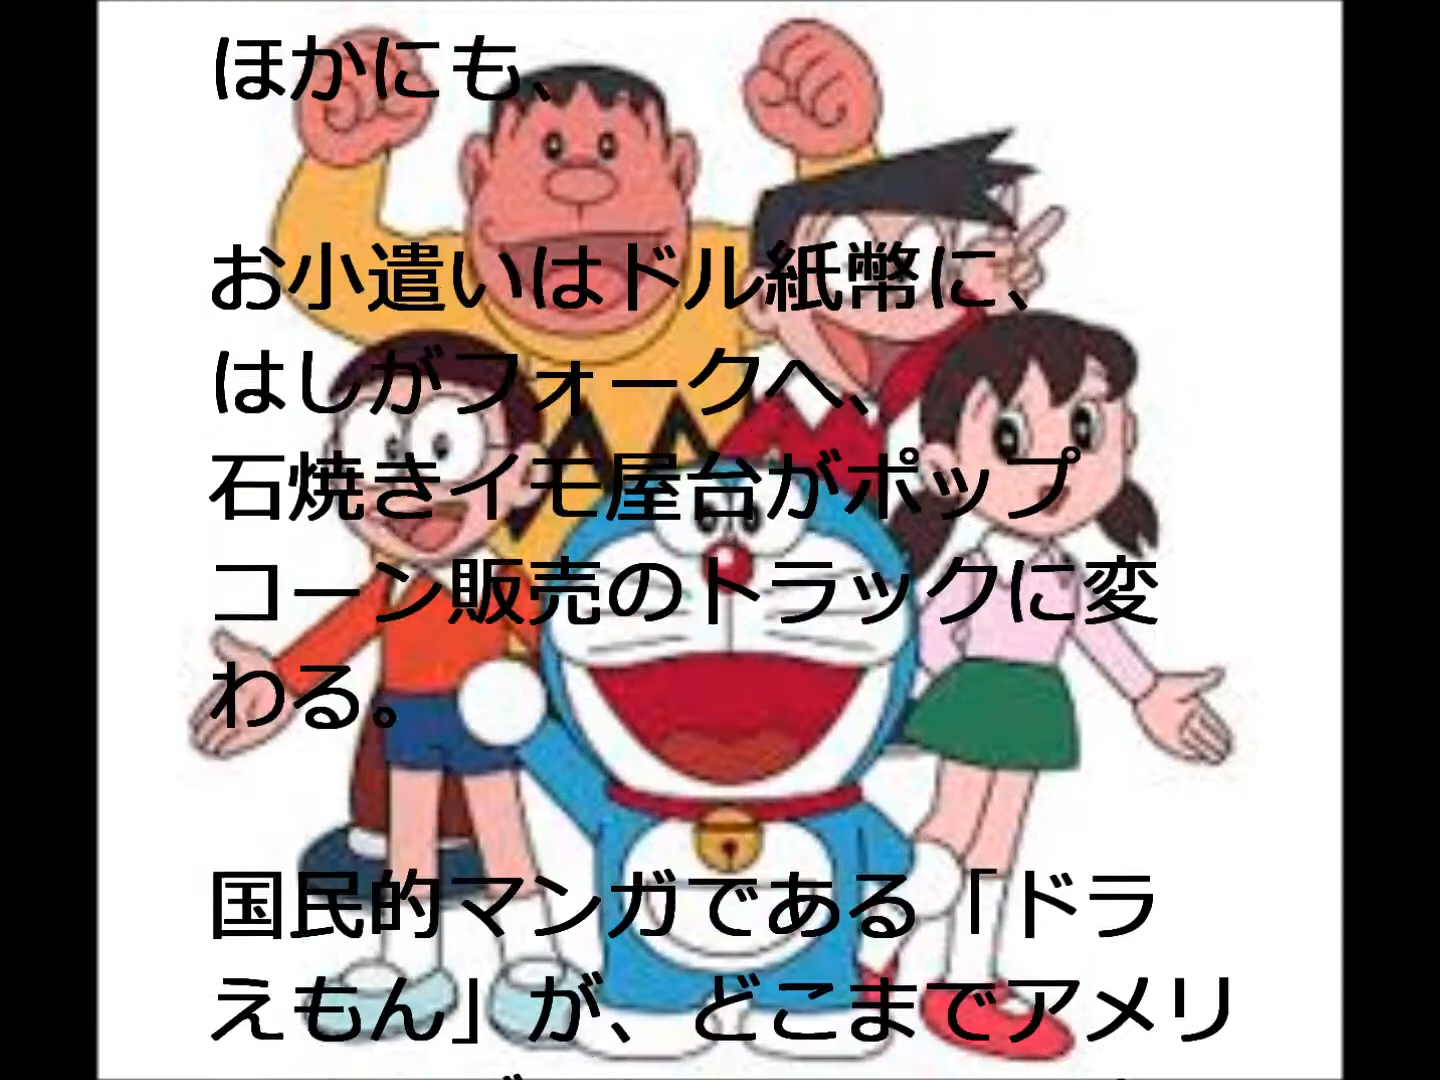 ほかにも、
お小遣いはドル紙幣に、
はしがフォークへ、
石焼きイモ屋台がポップ
コーン販売のトラックに変
わる。
国民的マンガである「ドラ
えもん」が、どこまでアメリ